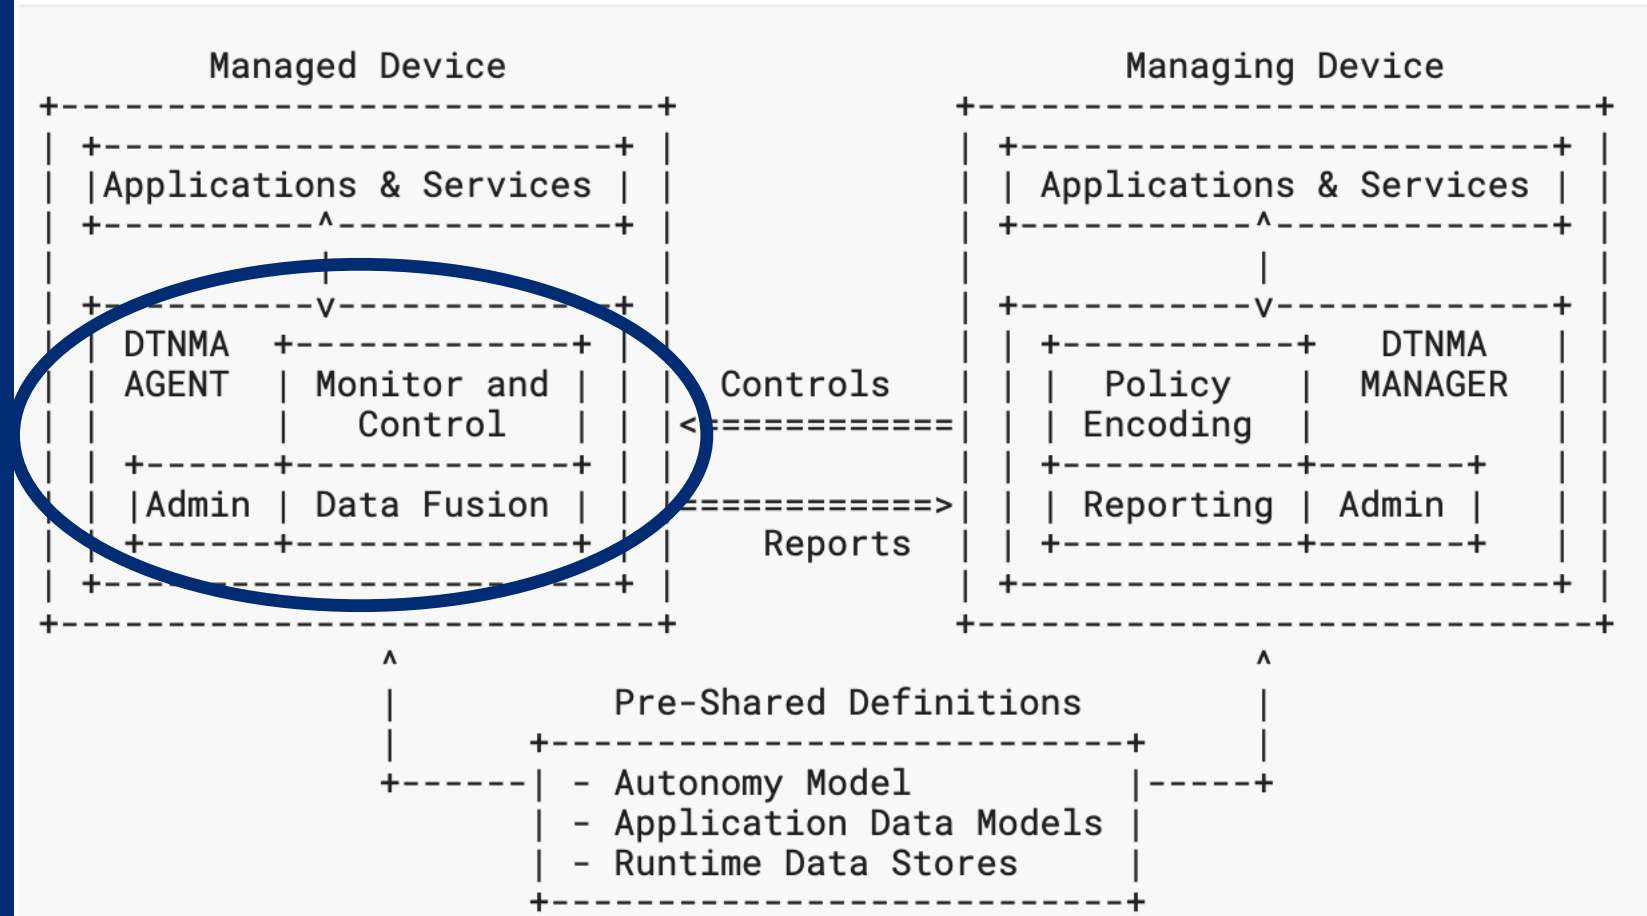 Managed Device
Managing Device
Applications & Services
Applications & Services
DTNMA
AGENT
Monitor and
Control
Admin
Data Fusion
Controls
Reports
Policy
Encoding
DTNMA
MANAGER
Reporting
Admin
Pre-Shared Definitions
- Autonomy Model
- Application Data Models
- Runtime Data Stores